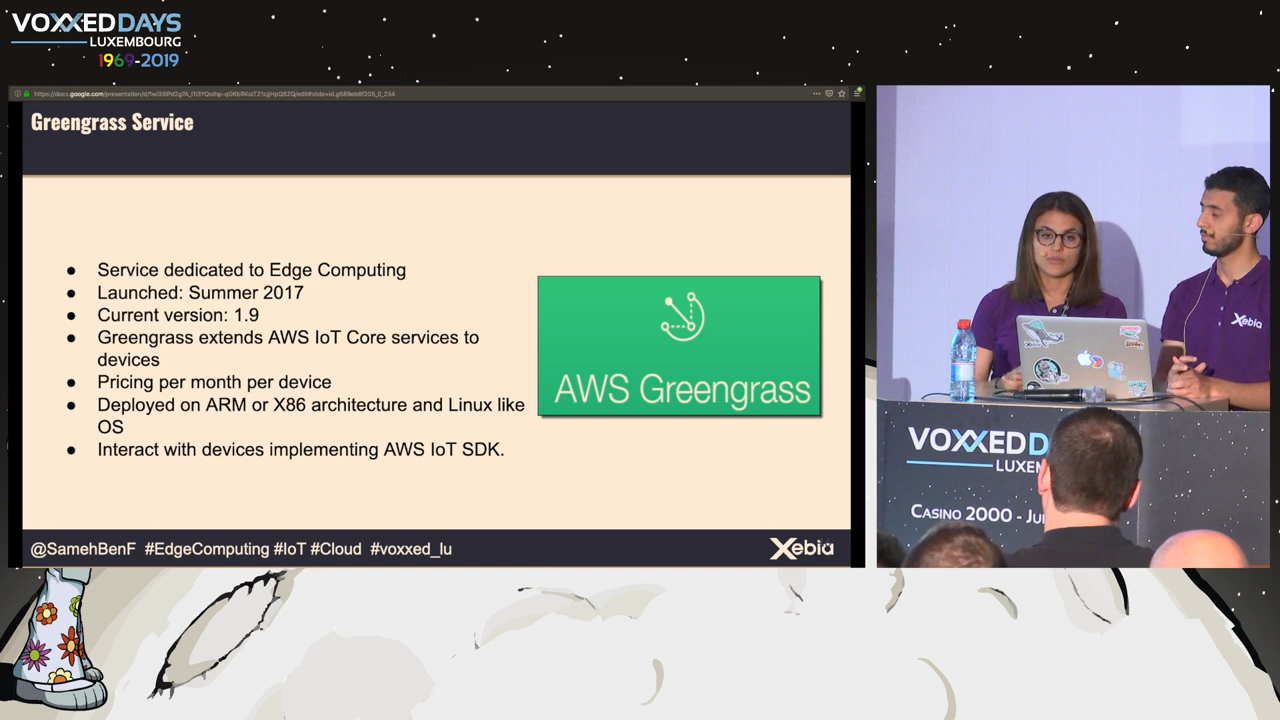 VOXXEDDAYS
LUXEMBOURG
1969-2019
Greengrass Service
● Service dedicated to Edge Computing
● Launched: Summer 2017
● Current version: 1.9
● Greengrass extends AWS IoT Core services to
devices
● Pricing per month per device
● Deployed on ARM or X86 architecture and Linux like
OS
● Interact with devices implementing AWS IoT SDK.
AWS Greengrass
@SamehBenF #EdgeComputing #IoT #Cloud #voxxed_lu
Xebia
Xebia
VOXXED D
LUXEM
CASINO 2000 - JU